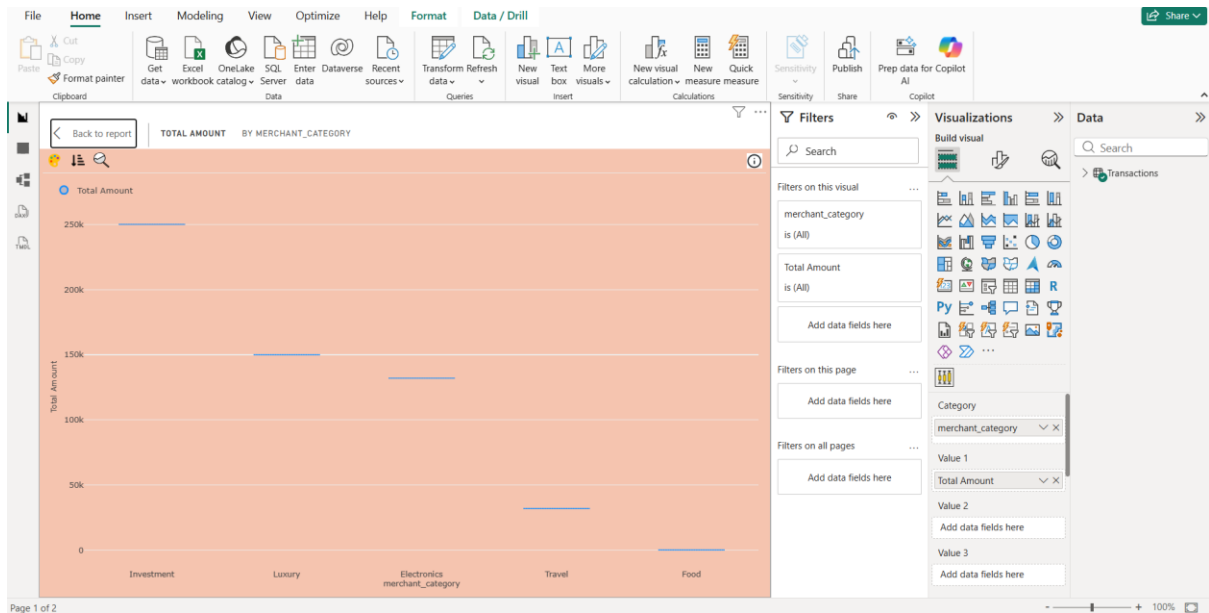 File Home Insert Modeling View Optimize Help Format Data / Drill Share
Paste
Cut
Copy
Format painter
Clipboard
Get data
Excel workbook
OneLake catalog
SQL Server
Enter data
Dataverse
Recent sources
Data
Transform data
Refresh
Queries
New visual
Text box
More visuals
Insert
New visual calculation
New measure
Quick measure
Calculations
Sensitivity
Sensitivity
Publish
Share
Prep data for AI
Copilot
Copilot
Back to report
TOTAL AMOUNT BY MERCHANT_CATEGORY
Total Amount
250k
200k
150k
100k
50k
0
Total Amount
Investment Luxury Electronics Travel Food
merchant_category
Filters
Search
Filters on this visual
merchant_category
is (All)
Total Amount
is (All)
Add data fields here
Filters on this page
Add data fields here
Filters on all pages
Add data fields here
Visualizations
Build visual
R
Py
Category
merchant_category
Value 1
Total Amount
Value 2
Add data fields here
Value 3
Add data fields here
Data
Search
Transactions
Page 1 of 2
- + 100%